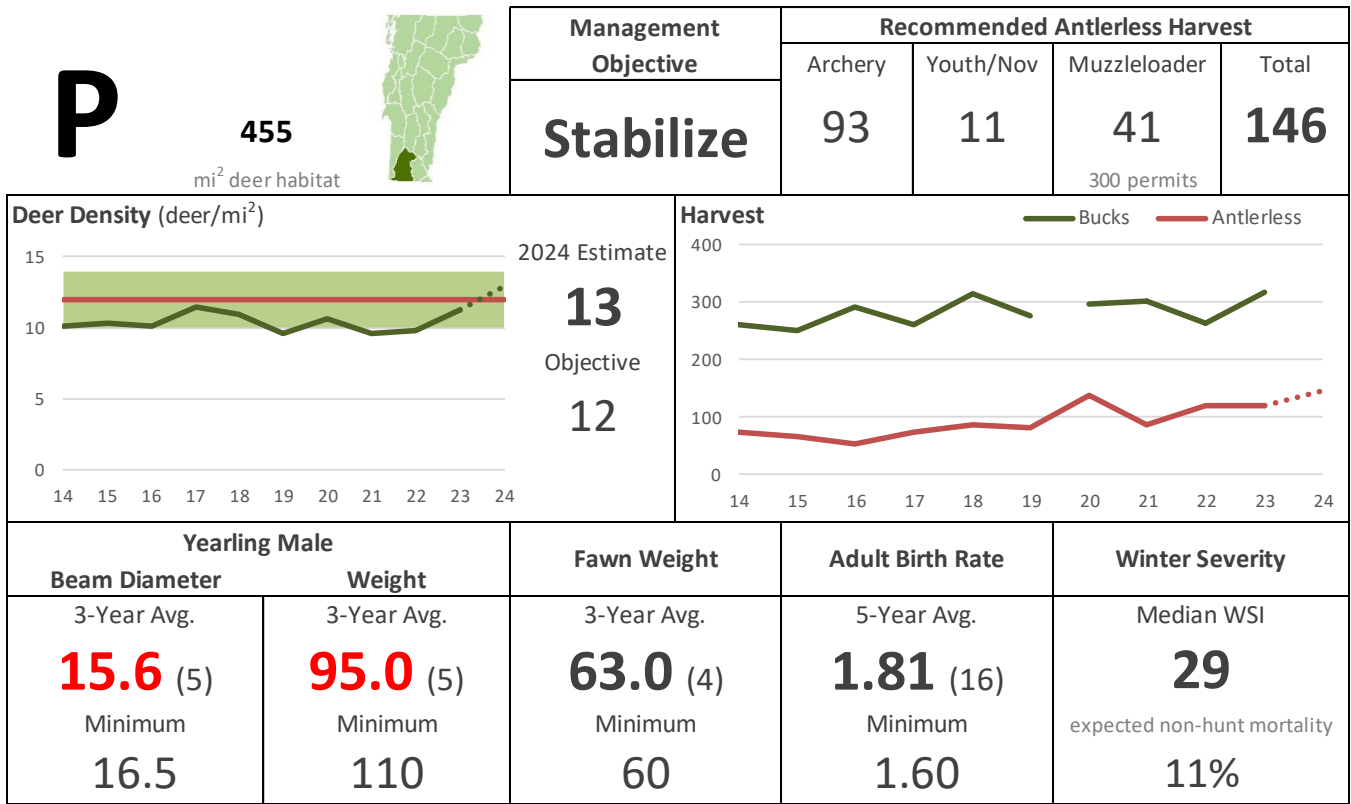 P
455
mi² deer habitat
Management
Objective
Stabilize
Recommended Antlerless Harvest
Archery Youth/Nov Muzzleloader Total
93 11 41 146
300 permits
Deer Density (deer/mi²)
15
10
5
0
14 15 16 17 18 19 20 21 22 23 24
2024 Estimate
13
Objective
12
Harvest
Bucks Antlerless
400
300
200
100
0
14 15 16 17 18 19 20 21 22 23 24
Yearling Male
Beam Diameter Weight
Fawn Weight
Adult Birth Rate
Winter Severity
3-Year Avg.
15.6 (5)
Minimum
16.5
3-Year Avg.
95.0 (5)
Minimum
110
3-Year Avg.
63.0 (4)
Minimum
60
5-Year Avg.
1.81 (16)
Minimum
1.60
Median WSI
29
expected non-hunt mortality
11%